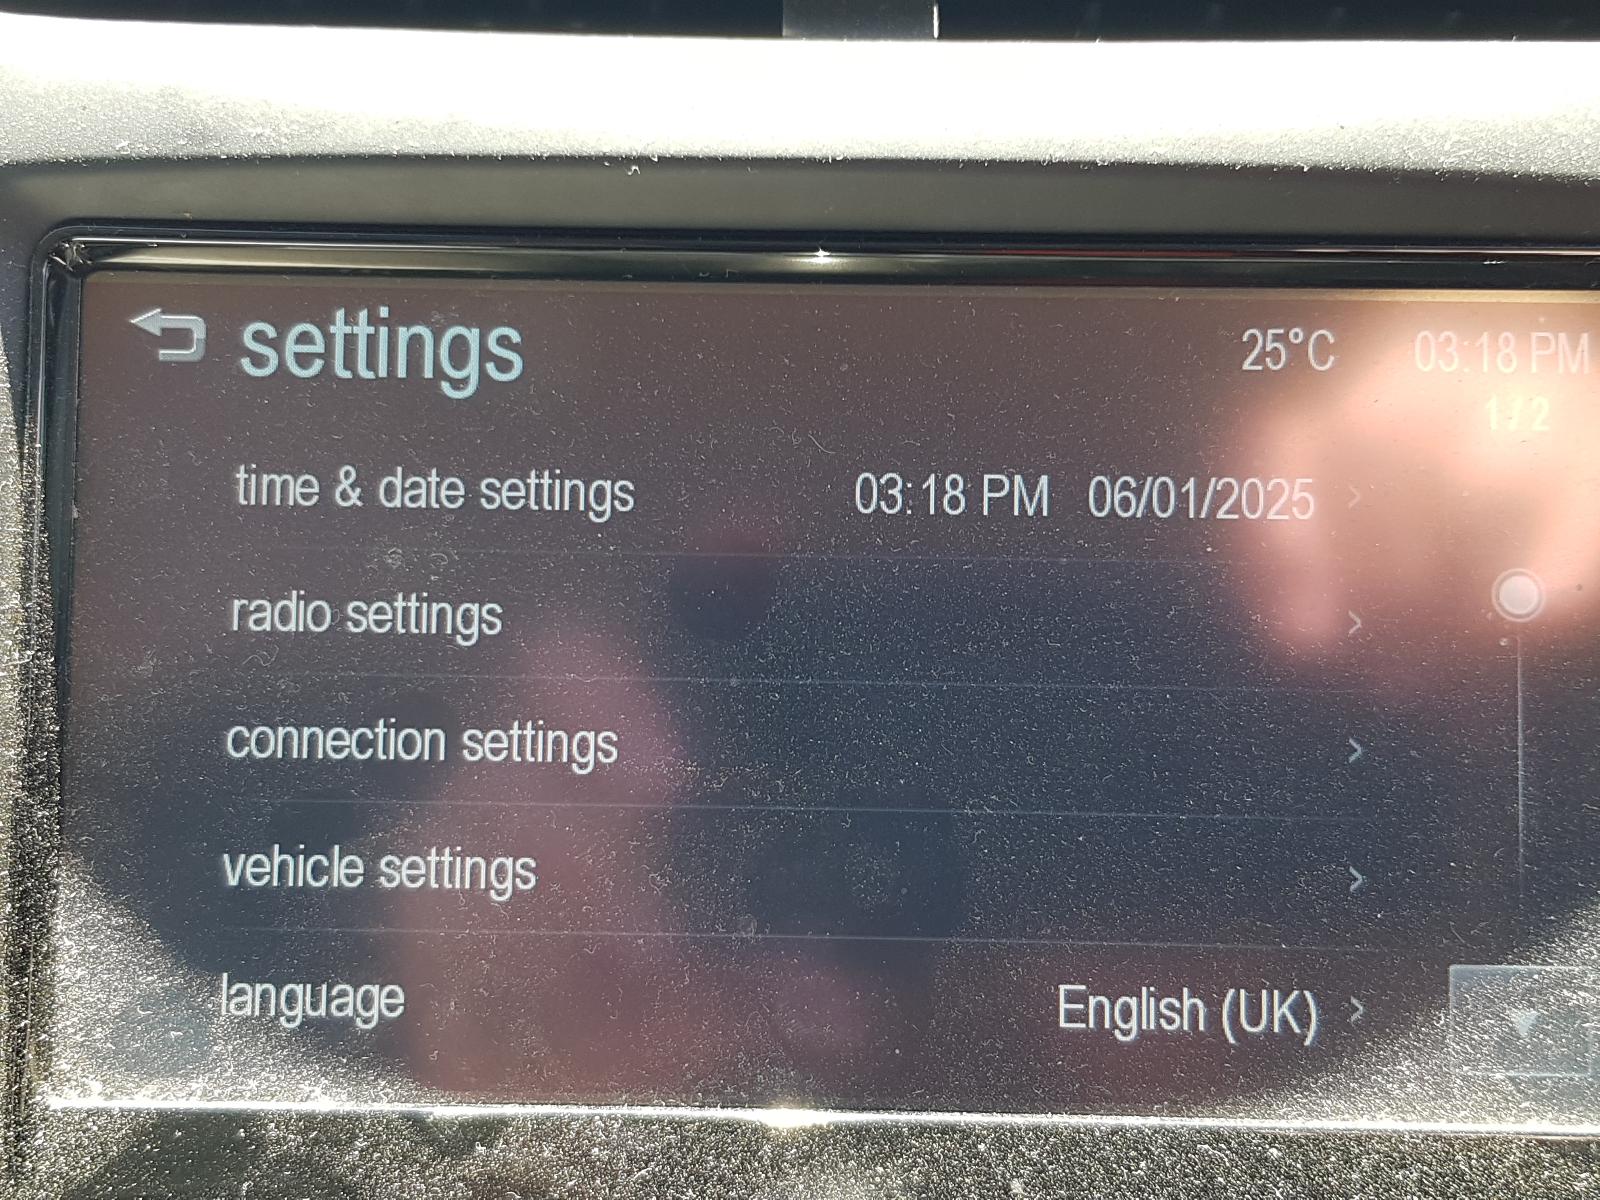 settings 25°C 03:18 PM
1/2
time & date settings 03:18 PM 06/01/2025
radio settings
connection settings
vehicle settings
language English (UK)